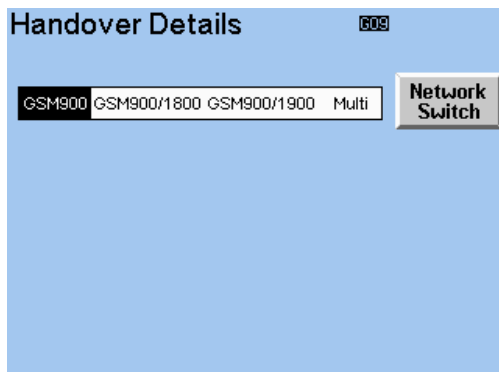 Handover Details G09
GSM900 GSM900/1800 GSM900/1900 Multi
Network
Switch